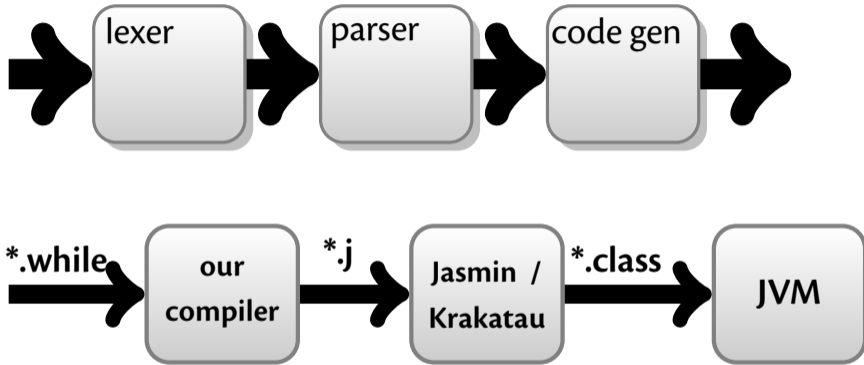 lexer
parser
code gen
*.while
our
compiler
*.j
Jasmin /
Krakatau
*.class
JVM